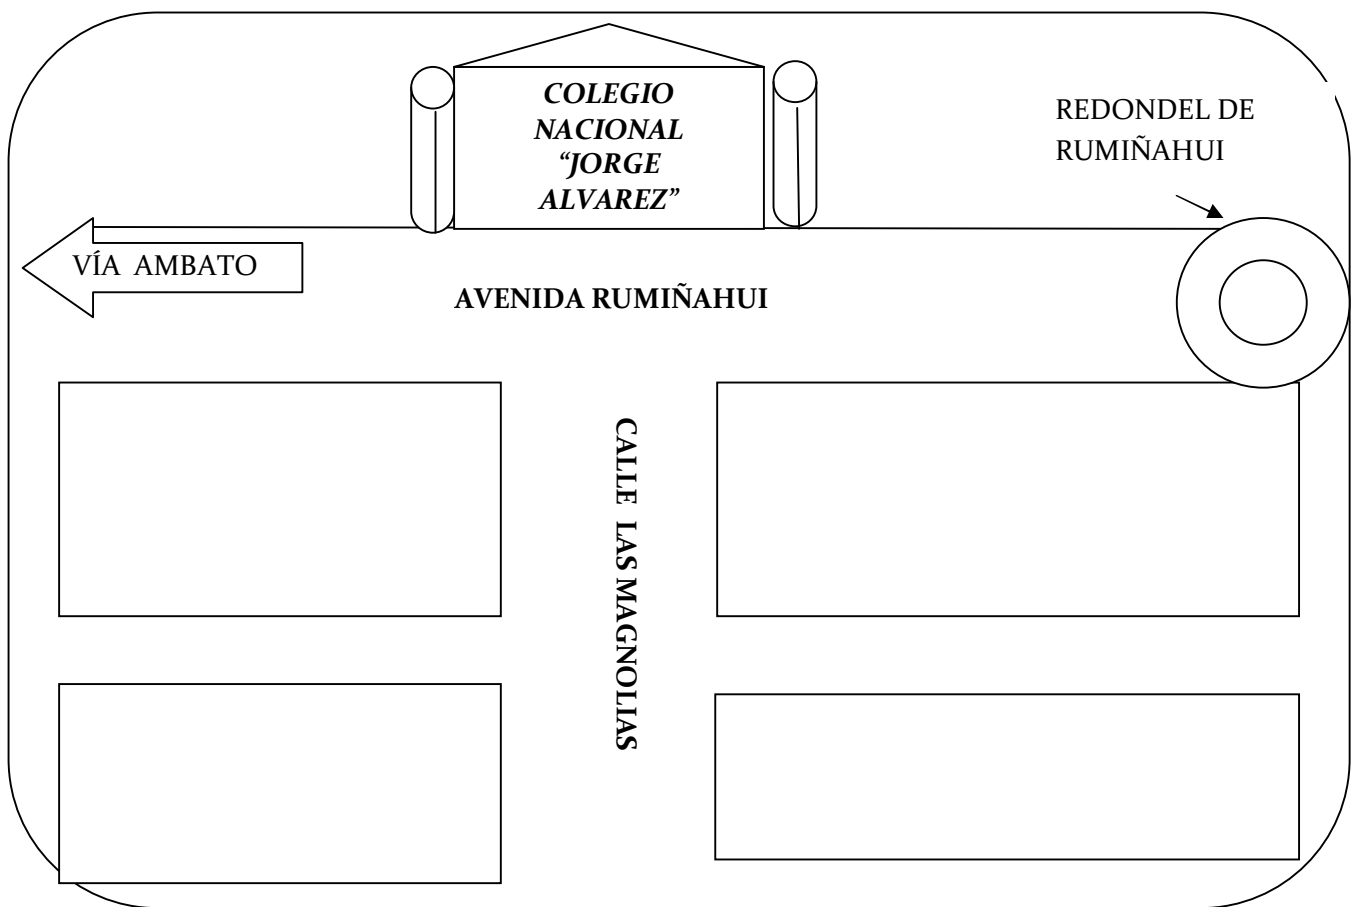 COLEGIO
NACIONAL
“JORGE
ALVAREZ”
REDONDEL DE
RUMIÑAHUI
VÍA AMBATO
AVENIDA RUMIÑAHUI
CALLE LAS MAGNOLIAS